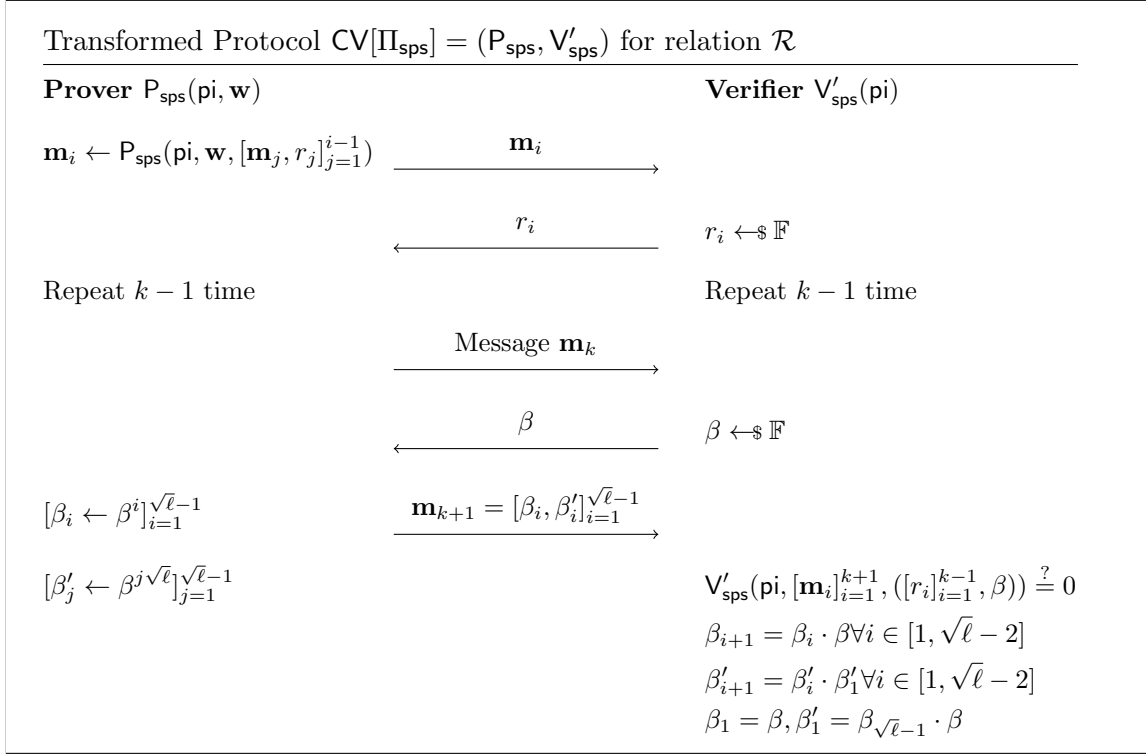 Transformed Protocol CV[Π_sps] = (P_sps, V′_sps) for relation R
Prover P_sps(pi, w) Verifier V′_sps(pi)
m_i ← P_sps(pi, w, [m_j, r_j]_{j=1}^{i−1}) m_i
r_i r_i ←$ 𝔽
Repeat k − 1 time Repeat k − 1 time
Message m_k
β β ←$ 𝔽
[β_i ← β^i]_{i=1}^{√ℓ−1} m_{k+1} = [β_i, β′_i]_{i=1}^{√ℓ−1}
[β′_j ← β^{j√ℓ}]_{j=1}^{√ℓ−1} V′_sps(pi, [m_i]_{i=1}^{k+1}, ([r_i]_{i=1}^{k−1}, β)) ≟ 0
β_{i+1} = β_i · β∀i ∈ [1, √ℓ − 2]
β′_{i+1} = β′_i · β′_1∀i ∈ [1, √ℓ − 2]
β_1 = β, β′_1 = β_{√ℓ−1} · β